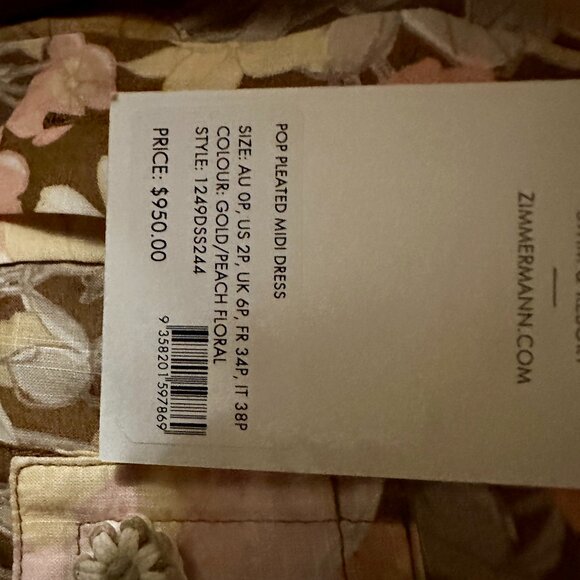 ZIMMERMANN.COM
POP PLEATED MIDI DRESS
SIZE: AU 0P, US 2P, UK 6P, FR 34P, IT 38P
COLOUR: GOLD/PEACH FLORAL
STYLE: 1249DSS244
PRICE: $950.00
9 358201 597869